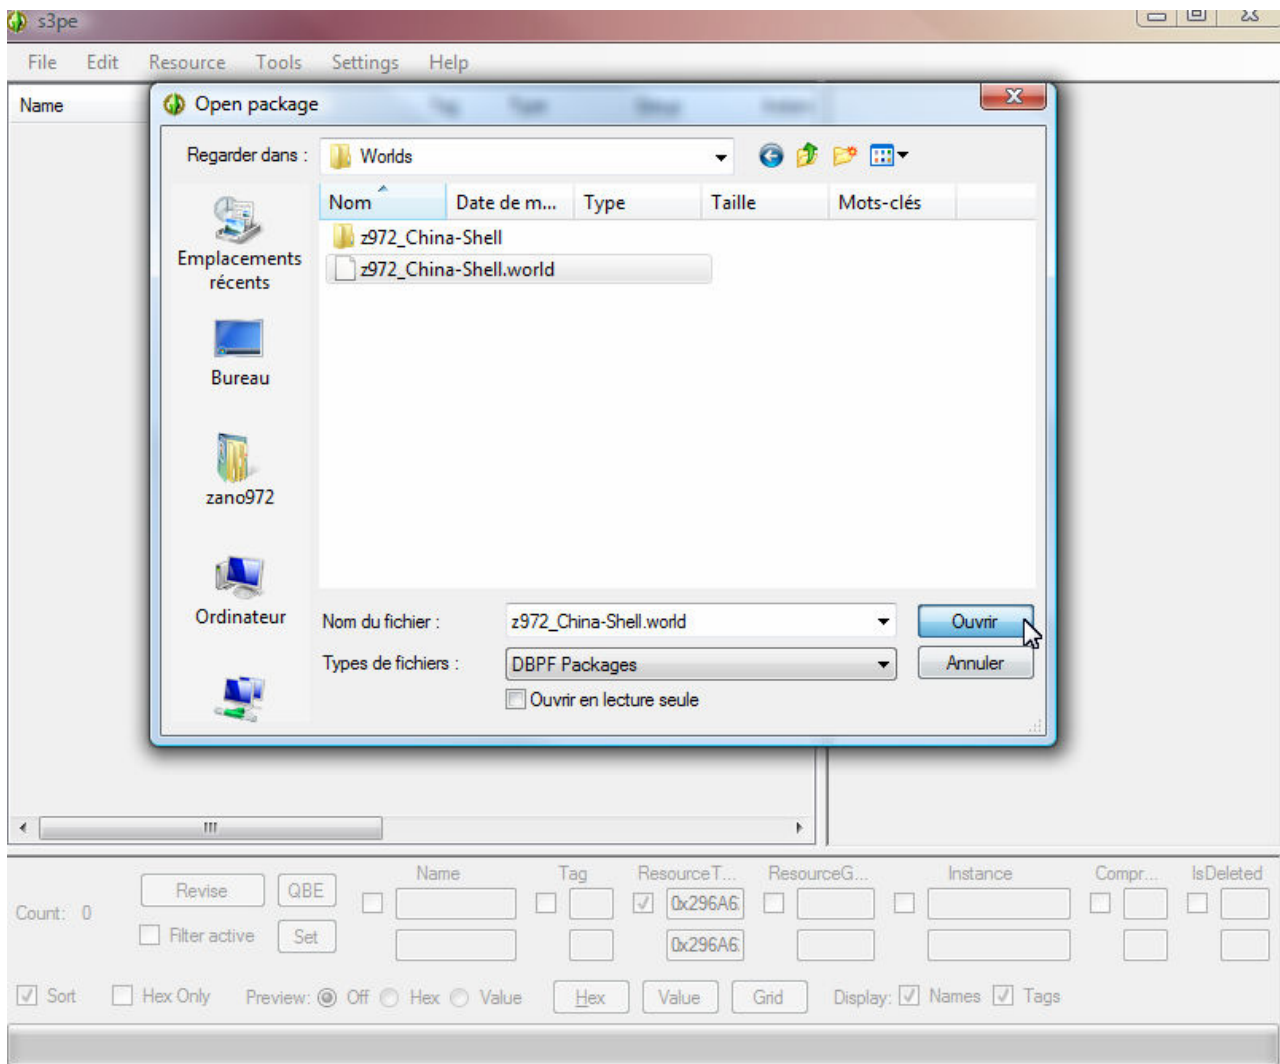 s3pe
File Edit Resource Tools Settings Help
Name
Open package
Regarder dans : Worlds
Nom Date de m... Type Taille Mots-clés
z972_China-Shell
z972_China-Shell.world
Emplacements
récents
Bureau
zano972
Ordinateur
Nom du fichier : z972_China-Shell.world Ouvrir
Types de fichiers : DBPF Packages Annuler
Ouvrir en lecture seule
Name Tag ResourceT... ResourceG... Instance Compr... IsDeleted
Revise QBE 0x296A6
Count: 0
Filter active Set 0x296A6
Sort Hex Only Preview: Off Hex Value Hex Value Grid Display: Names Tags